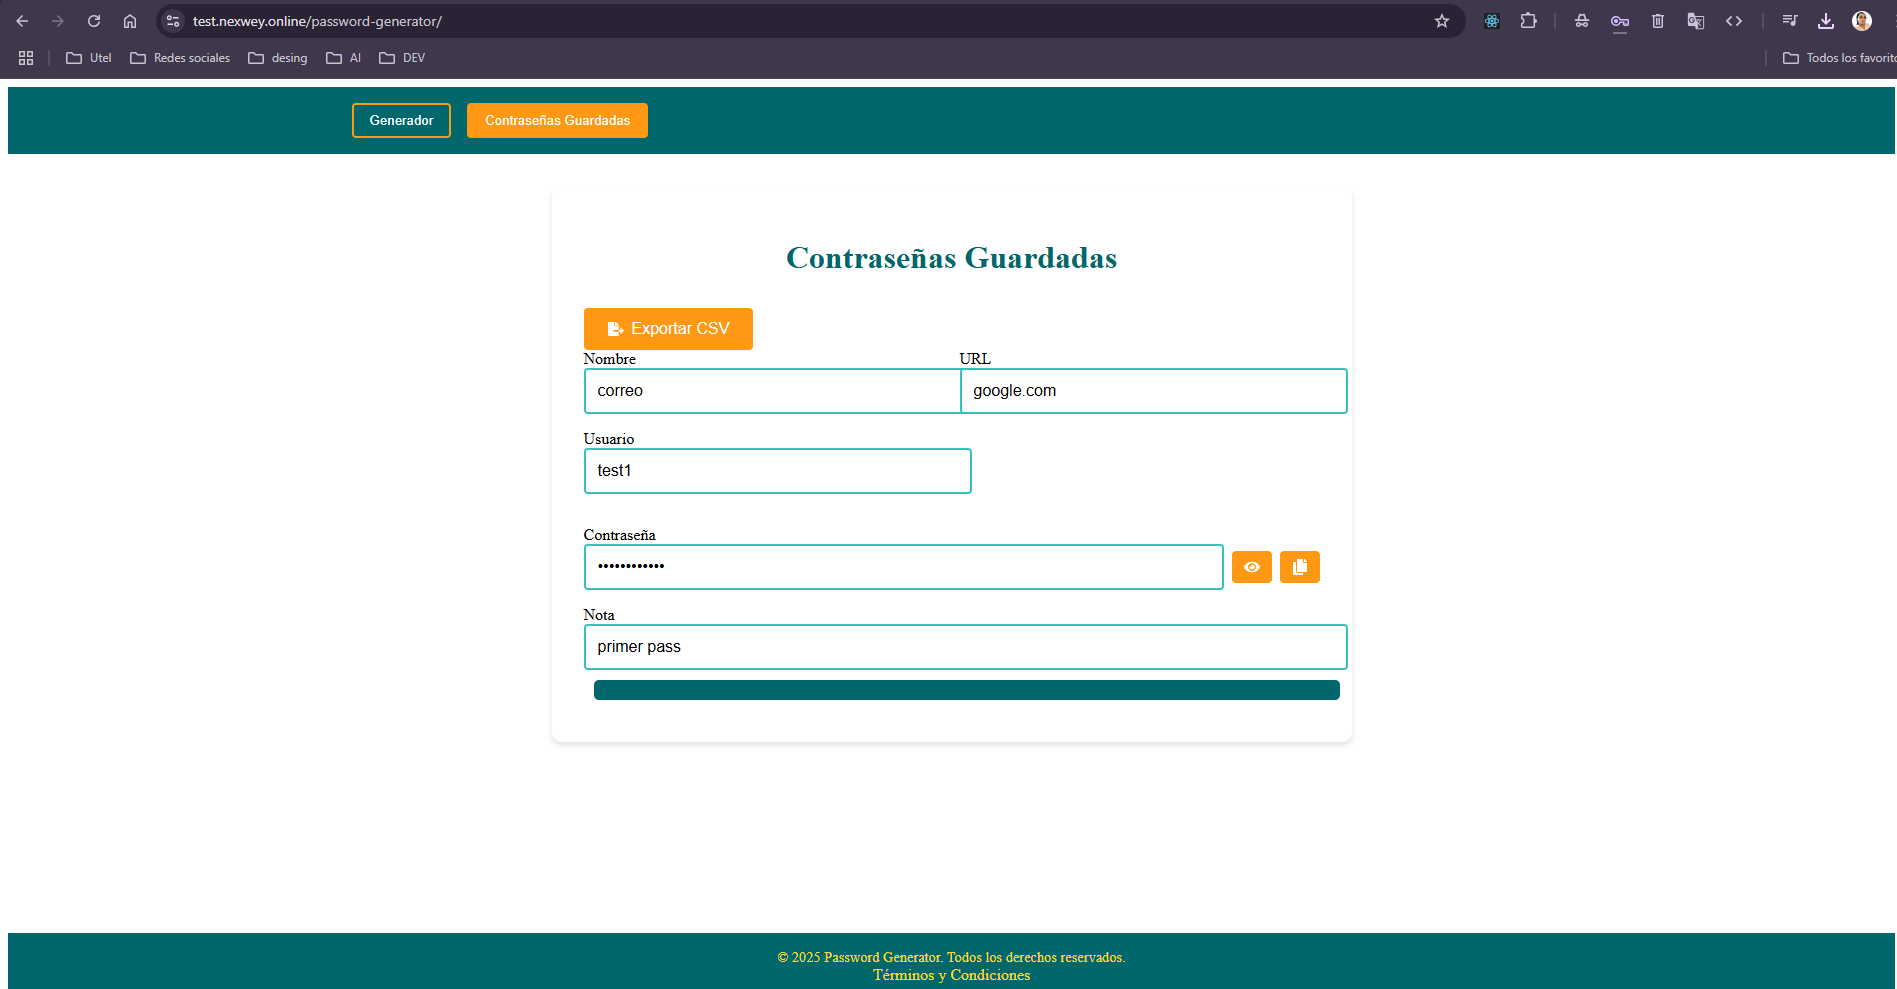 test.nexwey.online/password-generator/
Utel
Redes sociales
desing
AI
DEV
Todos los favorito
Generador
Contraseñas Guardadas
Contraseñas Guardadas
Exportar CSV
Nombre
URL
correo
google.com
Usuario
test1
Contraseña
••••••••••••
Nota
primer pass
© 2025 Password Generator. Todos los derechos reservados.
Términos y Condiciones